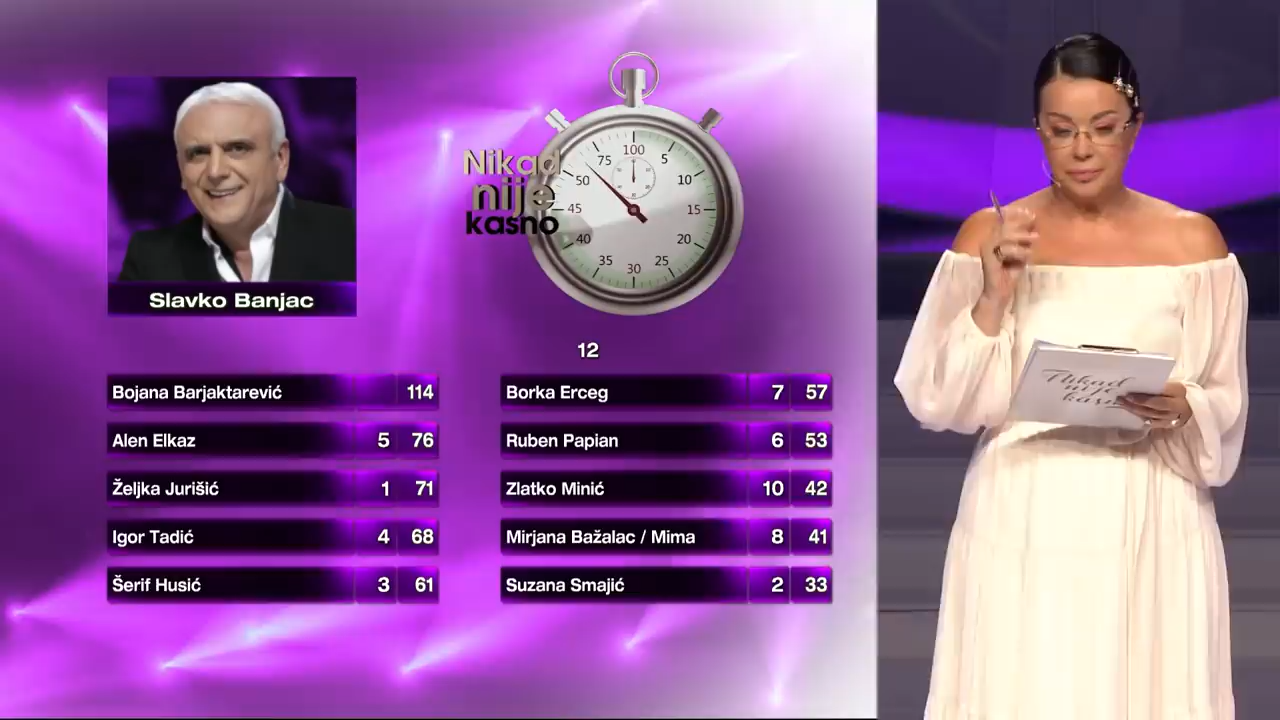 Slavko Banjac
Nikad
nije
kasno
100
5
10
15
20
25
30
35
40
45
50
75
12
Bojana Barjaktarević 114
Alen Elkaz 5 76
Željka Jurišić 1 71
Igor Tadić 4 68
Šerif Husić 3 61
Borka Erceg 7 57
Ruben Papian 6 53
Zlatko Minić 10 42
Mirjana Bažalac / Mima 8 41
Suzana Smajić 2 33
Nikad
nije
kasno